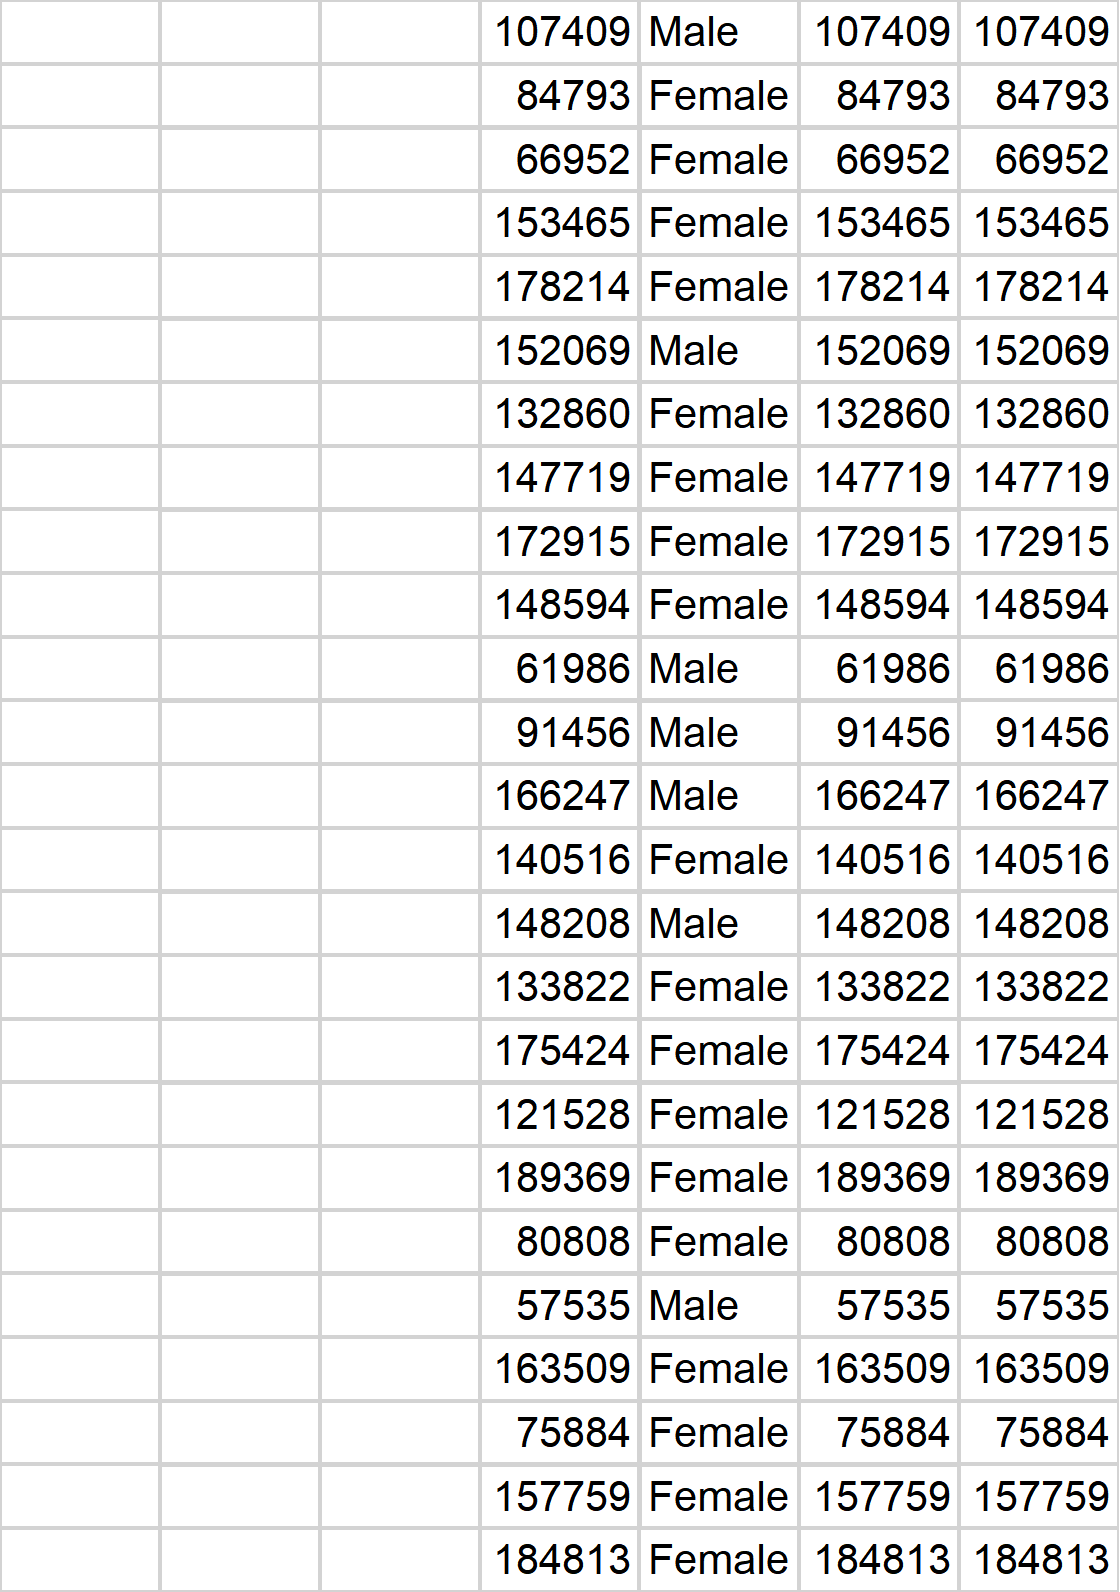 107409 Male 107409 107409
84793 Female 84793 84793
66952 Female 66952 66952
153465 Female 153465 153465
178214 Female 178214 178214
152069 Male 152069 152069
132860 Female 132860 132860
147719 Female 147719 147719
172915 Female 172915 172915
148594 Female 148594 148594
61986 Male 61986 61986
91456 Male 91456 91456
166247 Male 166247 166247
140516 Female 140516 140516
148208 Male 148208 148208
133822 Female 133822 133822
175424 Female 175424 175424
121528 Female 121528 121528
189369 Female 189369 189369
80808 Female 80808 80808
57535 Male 57535 57535
163509 Female 163509 163509
75884 Female 75884 75884
157759 Female 157759 157759
184813 Female 184813 184813